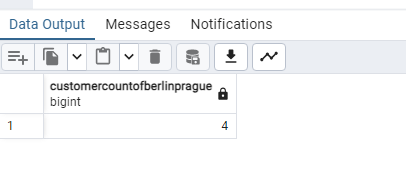 Data Output Messages Notifications
customercountofberlinprague
bigint
1 4